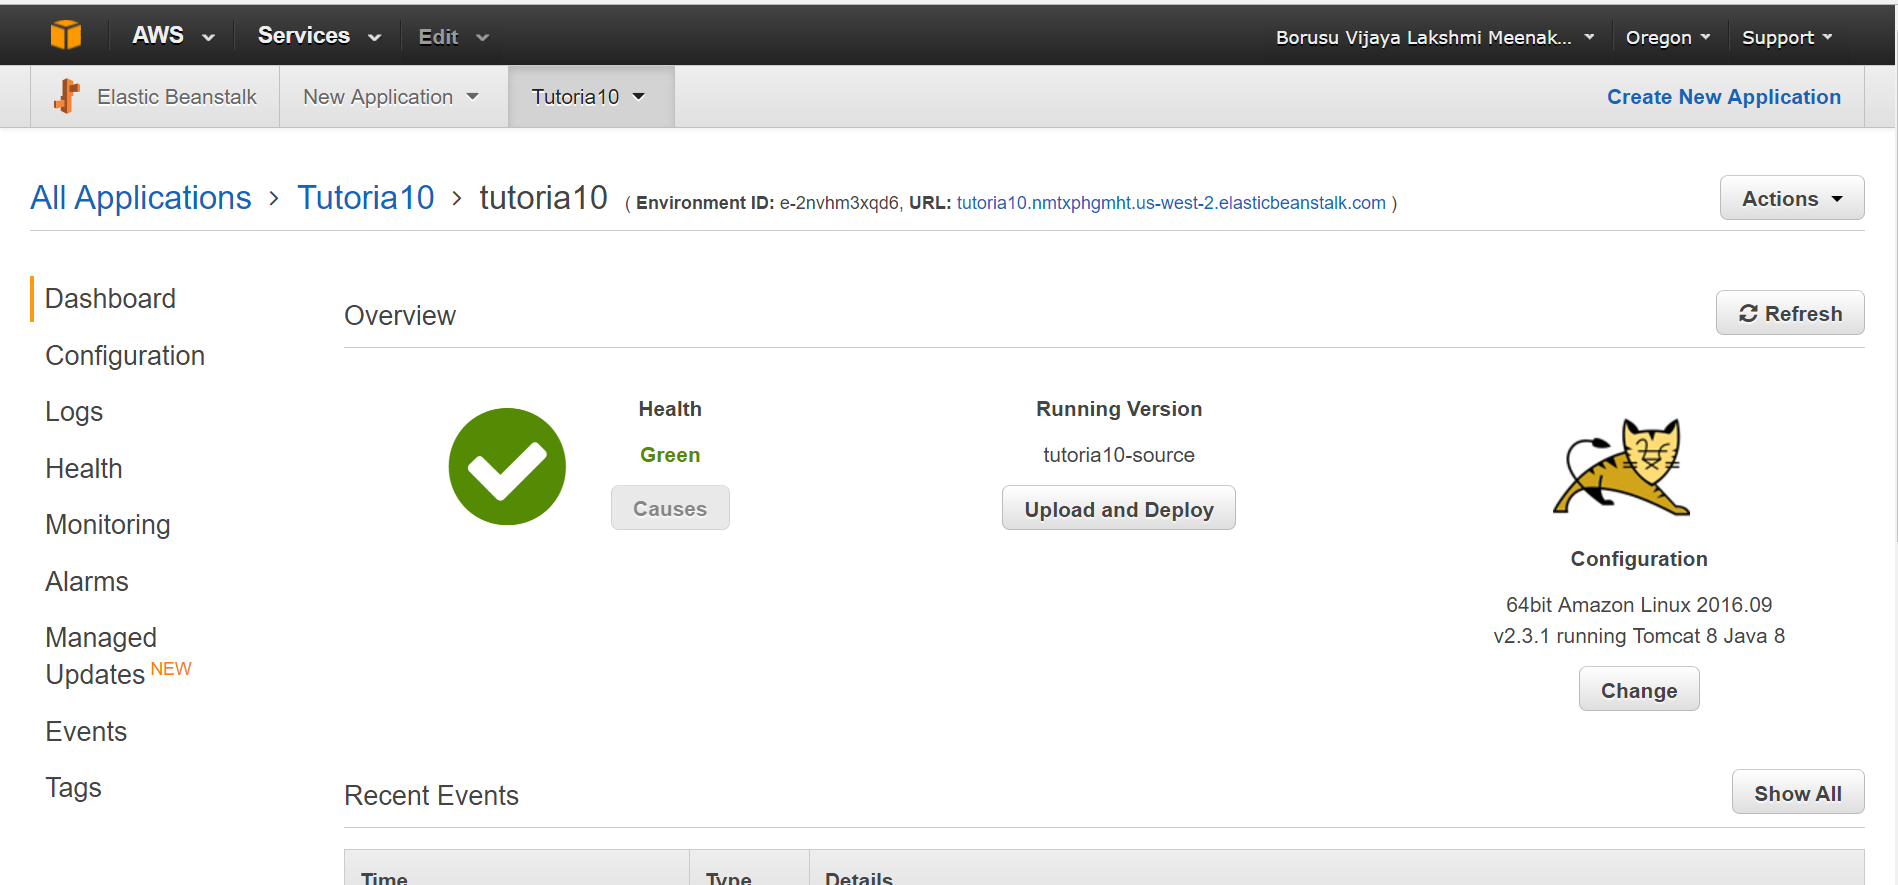 AWS Services Edit Borusu Vijaya Lakshmi Meenak... Oregon Support
Elastic Beanstalk New Application Tutoria10 Create New Application
All Applications > Tutoria10 > tutoria10 ( Environment ID: e-2nvhm3xqd6, URL: tutoria10.nmtxphgmht.us-west-2.elasticbeanstalk.com )
Actions
Dashboard
Configuration
Logs
Health
Monitoring
Alarms
Managed
Updates NEW
Events
Tags
Overview
Refresh
Health
Green
Causes
Running Version
tutoria10-source
Upload and Deploy
Configuration
64bit Amazon Linux 2016.09
v2.3.1 running Tomcat 8 Java 8
Change
Recent Events
Show All
Time Type Details